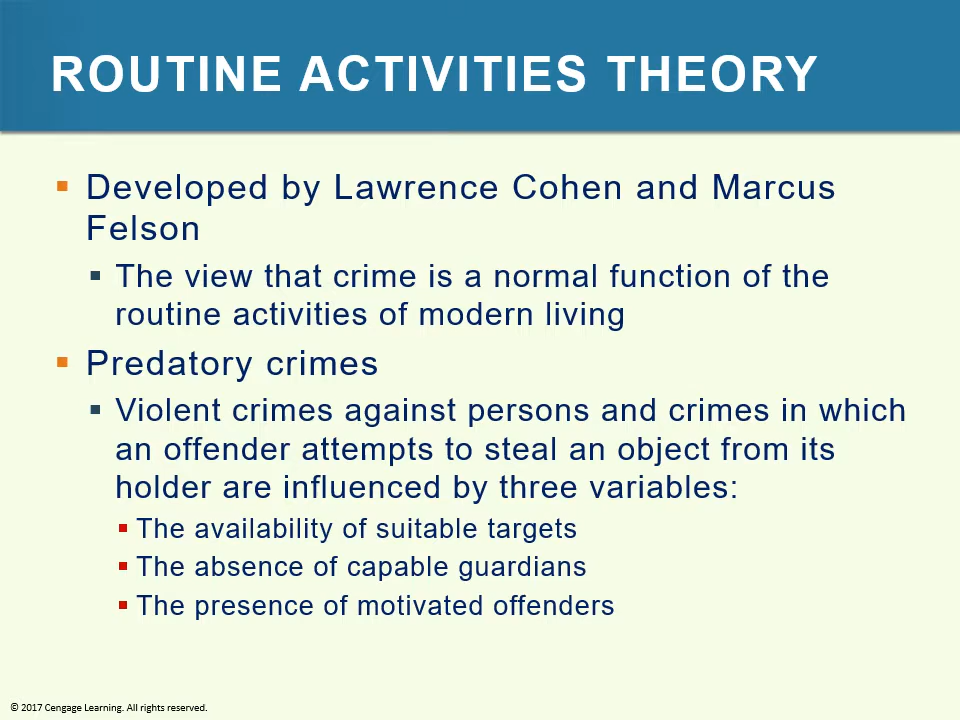 ROUTINE ACTIVITIES THEORY
Developed by Lawrence Cohen and Marcus
Felson
The view that crime is a normal function of the
routine activities of modern living
Predatory crimes
Violent crimes against persons and crimes in which
an offender attempts to steal an object from its
holder are influenced by three variables:
The availability of suitable targets
The absence of capable guardians
The presence of motivated offenders
© 2017 Cengage Learning. All rights reserved.